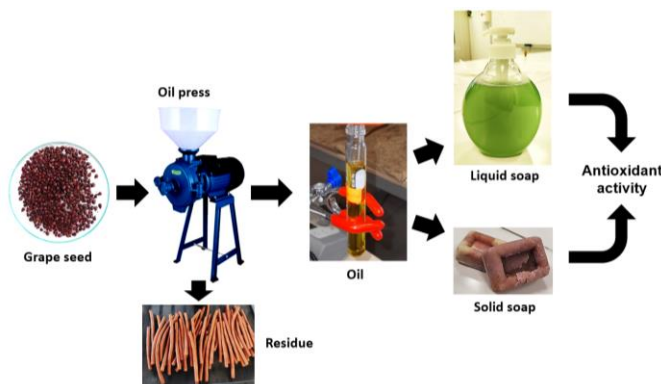 Oil press
Grape seed
Residue
Oil
Liquid soap
Solid soap
Antioxidant
activity